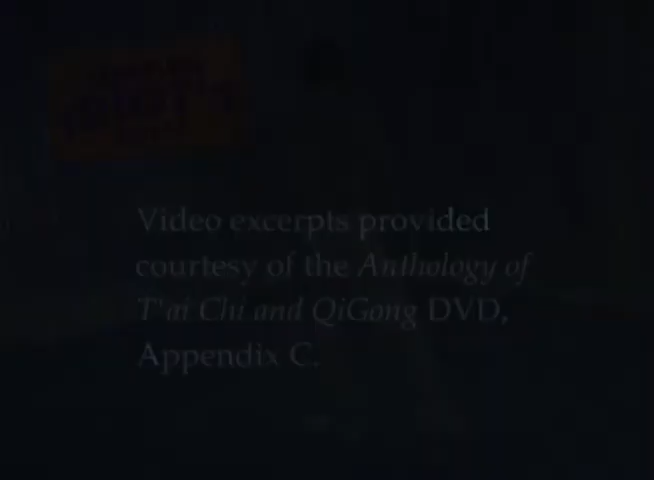 Video excerpts provided
courtesy of the Anthology of
T'ai Chi and QiGong DVD,
Appendix C.